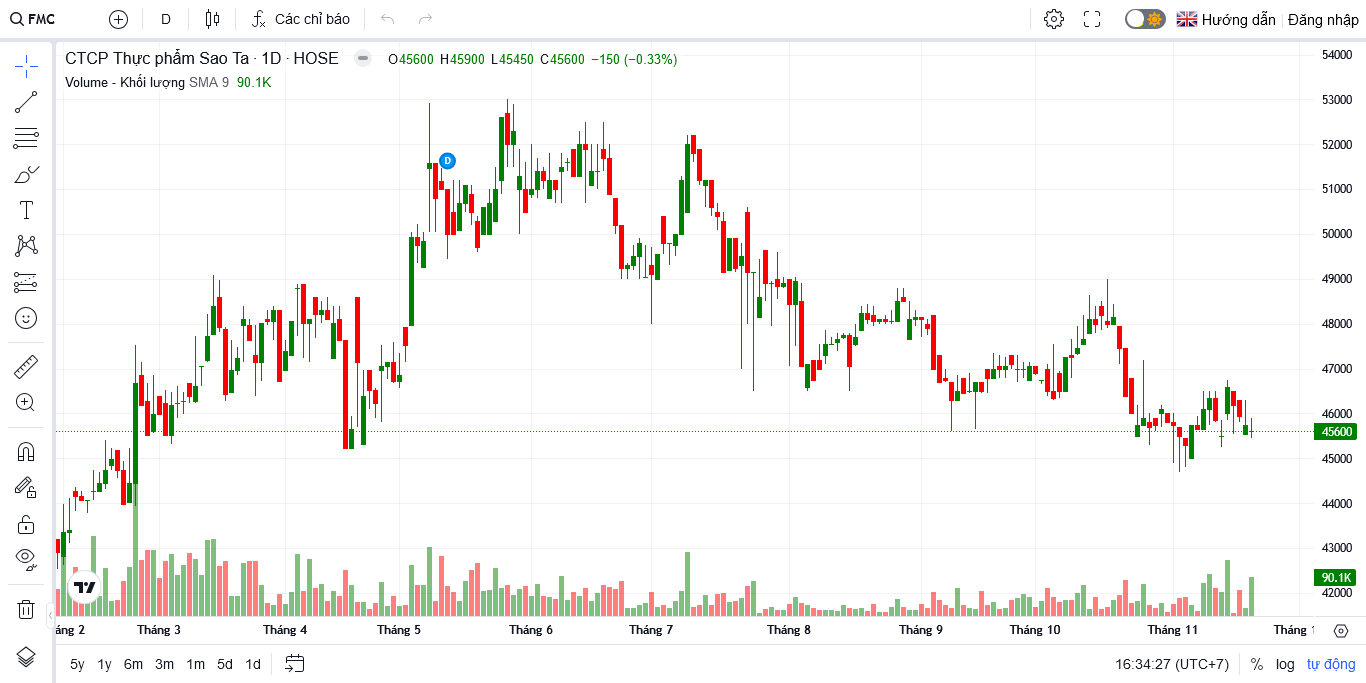 FMC D Các chỉ báo Hướng dẫn Đăng nhập
CTCP Thực phẩm Sao Ta · 1D · HOSE O45600 H45900 L45450 C45600 −150 (−0.33%)
Volume - Khối lượng SMA 9 90.1K
D
54000
53000
52000
51000
50000
49000
48000
47000
46000
45600
45000
44000
43000
90.1K
42000
áng 2 Tháng 3 Tháng 4 Tháng 5 Tháng 6 Tháng 7 Tháng 8 Tháng 9 Tháng 10 Tháng 11 Tháng 1
5y 1y 6m 3m 1m 5d 1d 16:34:27 (UTC+7) % log tự động